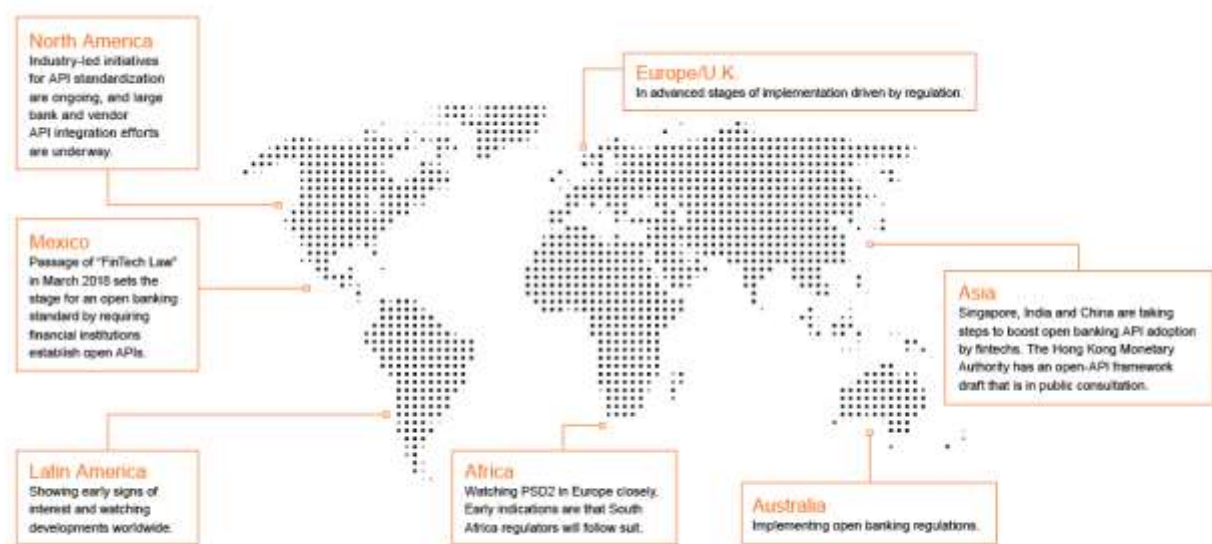 North America
Industry-led initiatives
for API standardization
are ongoing, and large
bank and vendor
API integration efforts
are underway.
Europe/U.K.
In advanced stages of implementation driven by regulation.
Mexico
Passage of “FinTech Law”
in March 2018 sets the
stage for an open banking
standard by requiring
financial institutions
establish open APIs.
Asia
Singapore, India and China are taking
steps to boost open banking API adoption
by fintechs. The Hong Kong Monetary
Authority has an open-API framework
draft that is in public consultation.
Latin America
Showing early signs of
interest and watching
developments worldwide.
Africa
Watching PSD2 in Europe closely.
Early indications are that South
Africa regulators will follow suit.
Australia
Implementing open banking regulations.